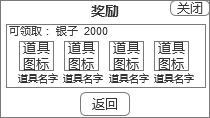 奖励
关闭
可领取： 银子 2000
道具 道具 道具 道具
图标 图标 图标 图标
道具名字 道具名字 道具名字 道具名字
返回